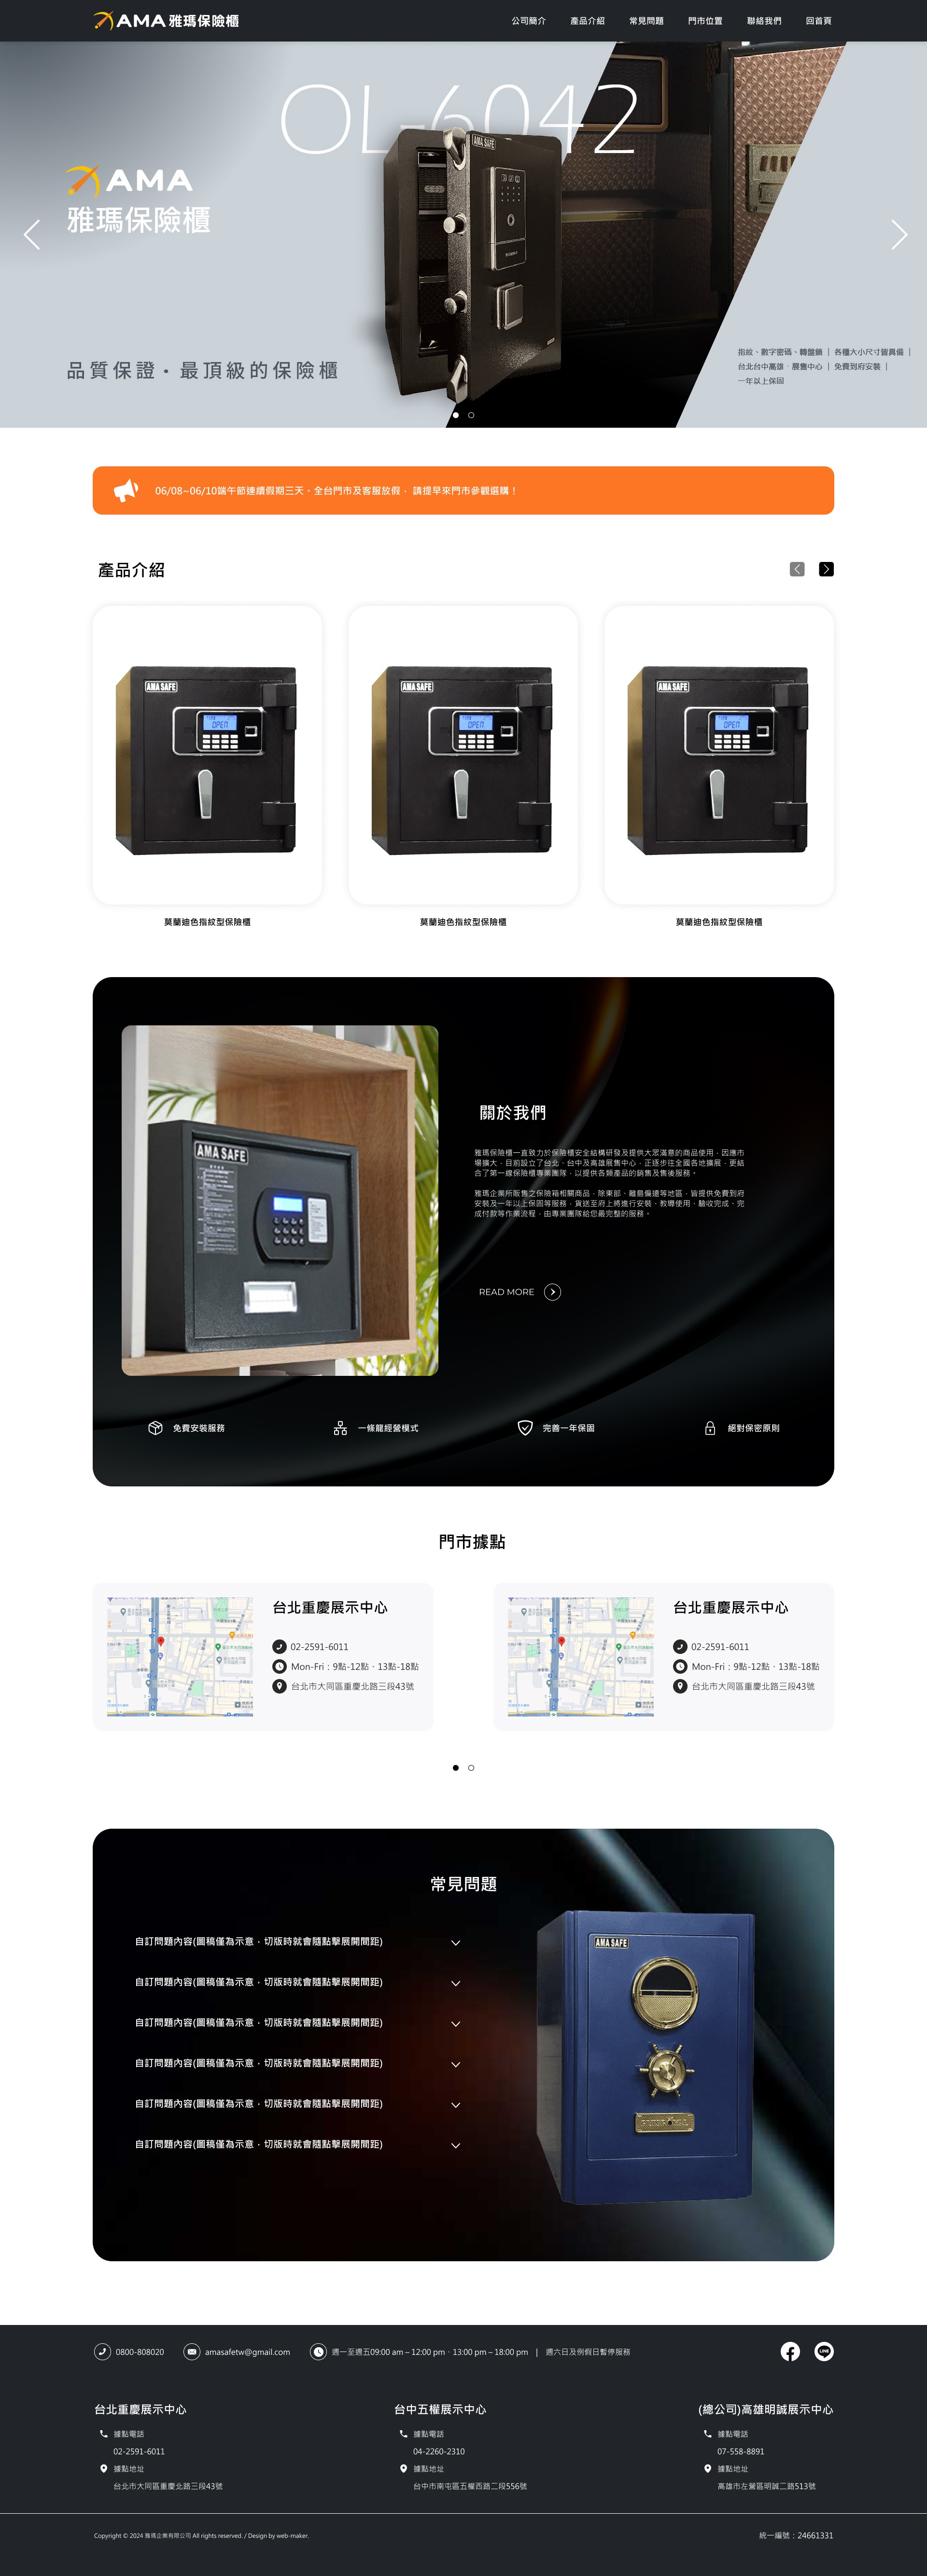 AMA 雅瑪保險櫃
公司簡介 產品介紹 常見問題 門市位置 聯絡我們 回首頁
OL-6042
AMA SAFE
AMA
雅瑪保險櫃
品質保證・最頂級的保險櫃
指紋、數字密碼、轉盤鎖 | 各種大小尺寸皆具備 |
台北台中高雄．展售中心 | 免費到府安裝 |
一年以上保固
06/08~06/10端午節連續假期三天，全台門市及客服放假， 請提早來門市參觀選購！
產品介紹
AMA SAFE AMA SAFE AMA SAFE
OPEN OPEN OPEN
莫蘭迪色指紋型保險櫃 莫蘭迪色指紋型保險櫃 莫蘭迪色指紋型保險櫃
AMA SAFE
關於我們
雅瑪保險櫃一直致力於保險櫃安全結構研發及提供大眾滿意的商品使用，因應市
場擴大，目前設立了台北、台中及高雄展售中心，正逐步往全國各地擴展，更結
合了第一線保險櫃專業團隊，以提供各類產品的銷售及售後服務。
雅瑪企業所販售之保險箱相關商品，除東部、離島偏遠等地區，皆提供免費到府
安裝及一年以上保固等服務，貨送至府上將進行安裝、教導使用、驗收完成、完
成付款等作業流程，由專業團隊給您最完整的服務。
READ MORE
免費安裝服務 一條龍經營模式 完善一年保固 絕對保密原則
門市據點
台北重慶展示中心
02-2591-6011
Mon-Fri：9點-12點、13點-18點
台北市大同區重慶北路三段43號
台北重慶展示中心
02-2591-6011
Mon-Fri：9點-12點、13點-18點
台北市大同區重慶北路三段43號
常見問題
自訂問題內容(圖稿僅為示意，切版時就會隨點擊展開間距)
自訂問題內容(圖稿僅為示意，切版時就會隨點擊展開間距)
自訂問題內容(圖稿僅為示意，切版時就會隨點擊展開間距)
自訂問題內容(圖稿僅為示意，切版時就會隨點擊展開間距)
自訂問題內容(圖稿僅為示意，切版時就會隨點擊展開間距)
自訂問題內容(圖稿僅為示意，切版時就會隨點擊展開間距)
AMA SAFE
0800-808020 amasafetw@gmail.com 週一至週五09:00 am – 12:00 pm、13:00 pm – 18:00 pm | 週六日及例假日暫停服務
LINE
台北重慶展示中心
據點電話
02-2591-6011
據點地址
台北市大同區重慶北路三段43號
台中五權展示中心
據點電話
04-2260-2310
據點地址
台中市南屯區五權西路二段556號
(總公司)高雄明誠展示中心
據點電話
07-558-8891
據點地址
高雄市左營區明誠二路513號
Copyright © 2024 雅瑪企業有限公司 All rights reserved. / Design by web-maker.
統一編號：24661331